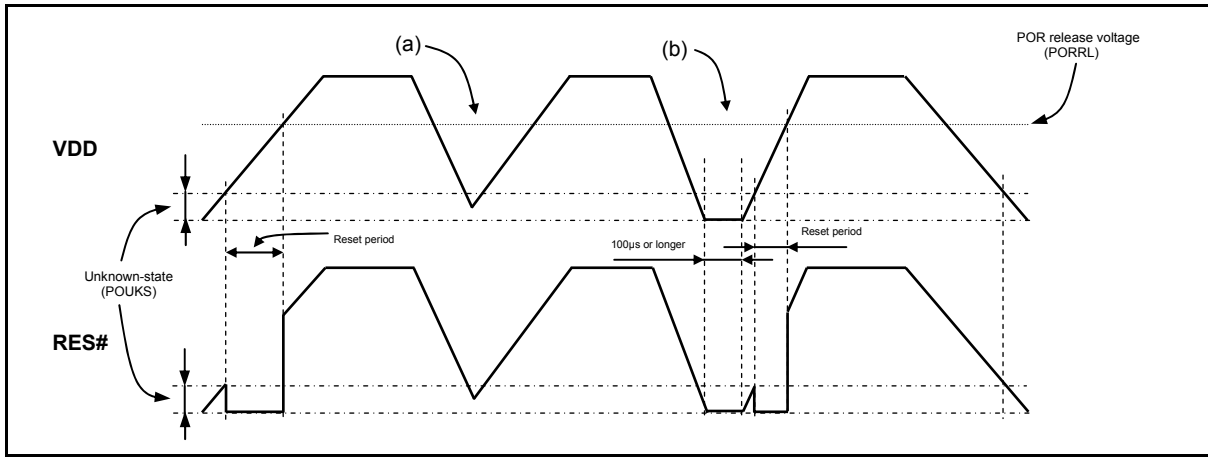 (a)
(b)
POR release voltage
(PORRL)
VDD
Reset period
100μs or longer
Reset period
Unknown-state
(POUKS)
RES#